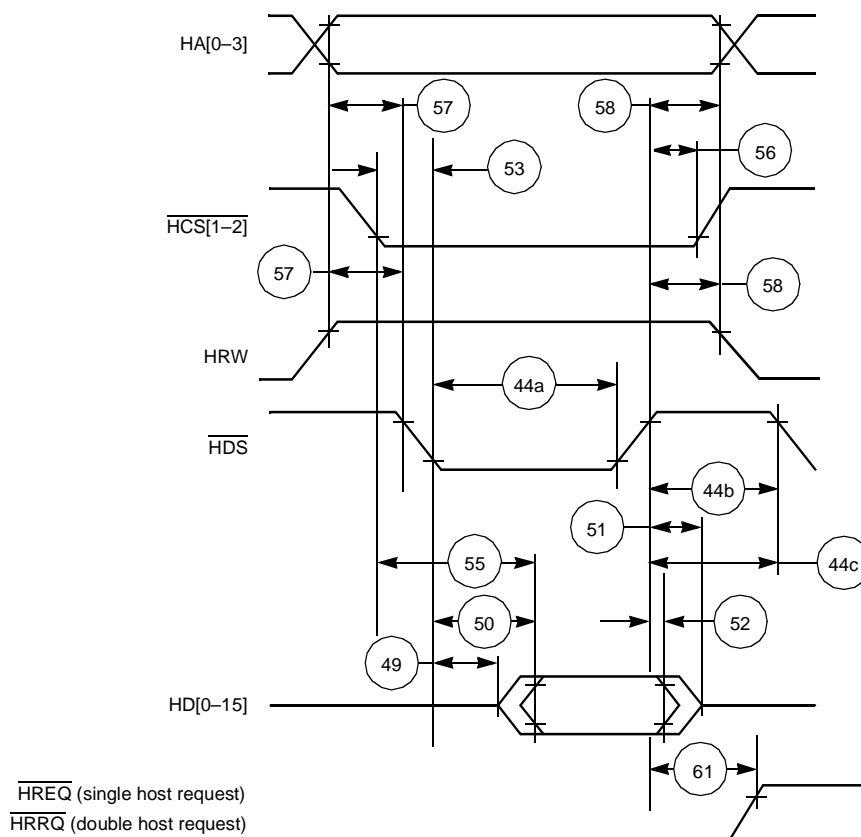 HA[0–3]
57
58
56
53
HCS[1–2]
57
58
HRW
44a
HDS
44b
51
55
44c
50
52
49
HD[0–15]
61
HREQ (single host request)
HRRQ (double host request)